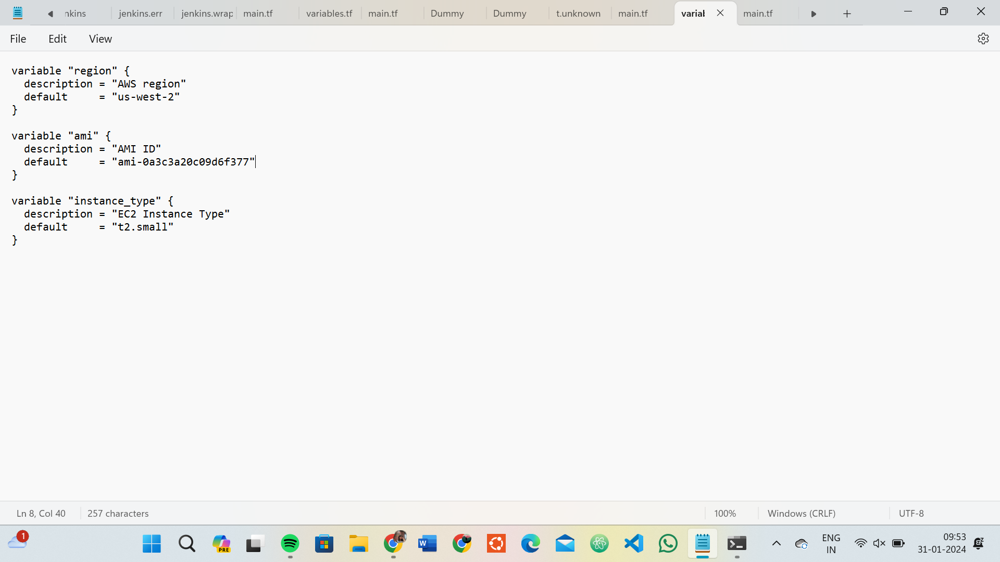 nkins
jenkins.err
jenkins.wrap
main.tf
variables.tf
main.tf
Dummy
Dummy
t.unknown
main.tf
variab
main.tf
File
Edit
View
variable "region" {
  description = "AWS region"
  default     = "us-west-2"
}

variable "ami" {
  description = "AMI ID"
  default     = "ami-0a3c3a20c09d6f377"
}

variable "instance_type" {
  description = "EC2 Instance Type"
  default     = "t2.small"
}
Ln 8, Col 40
257 characters
100%
Windows (CRLF)
UTF-8
1
PRE
W
ENG
IN
09:53
31-01-2024